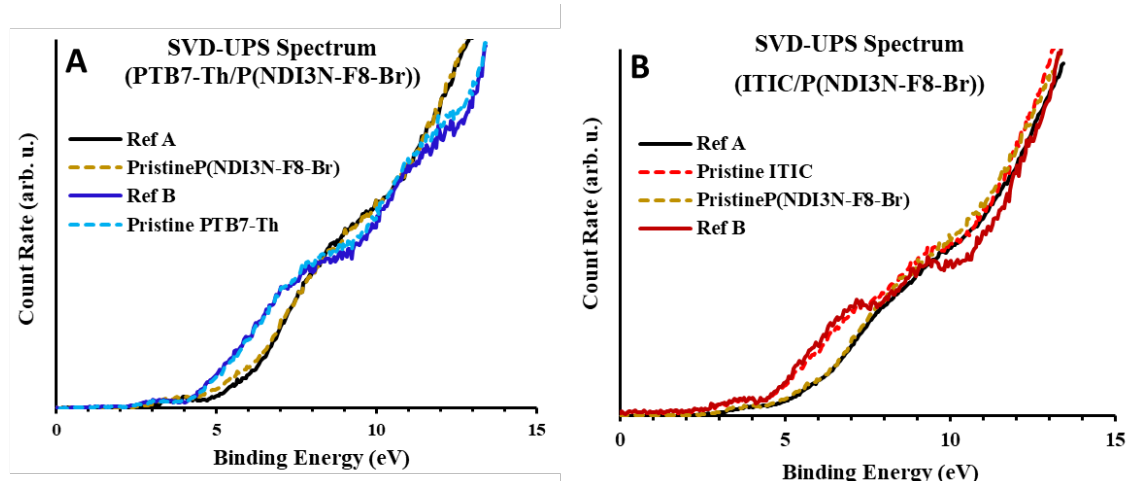 A
SVD-UPS Spectrum
(PTB7-Th/P(NDI3N-F8-Br))
Ref A
PristineP(NDI3N-F8-Br)
Ref B
Pristine PTB7-Th
Count Rate (arb. u.)
0 5 10 15
Binding Energy (eV)
B
SVD-UPS Spectrum
(ITIC/P(NDI3N-F8-Br))
Ref A
Pristine ITIC
PristineP(NDI3N-F8-Br)
Ref B
Count Rate (arb. u.)
0 5 10 15
Binding Energy (eV)